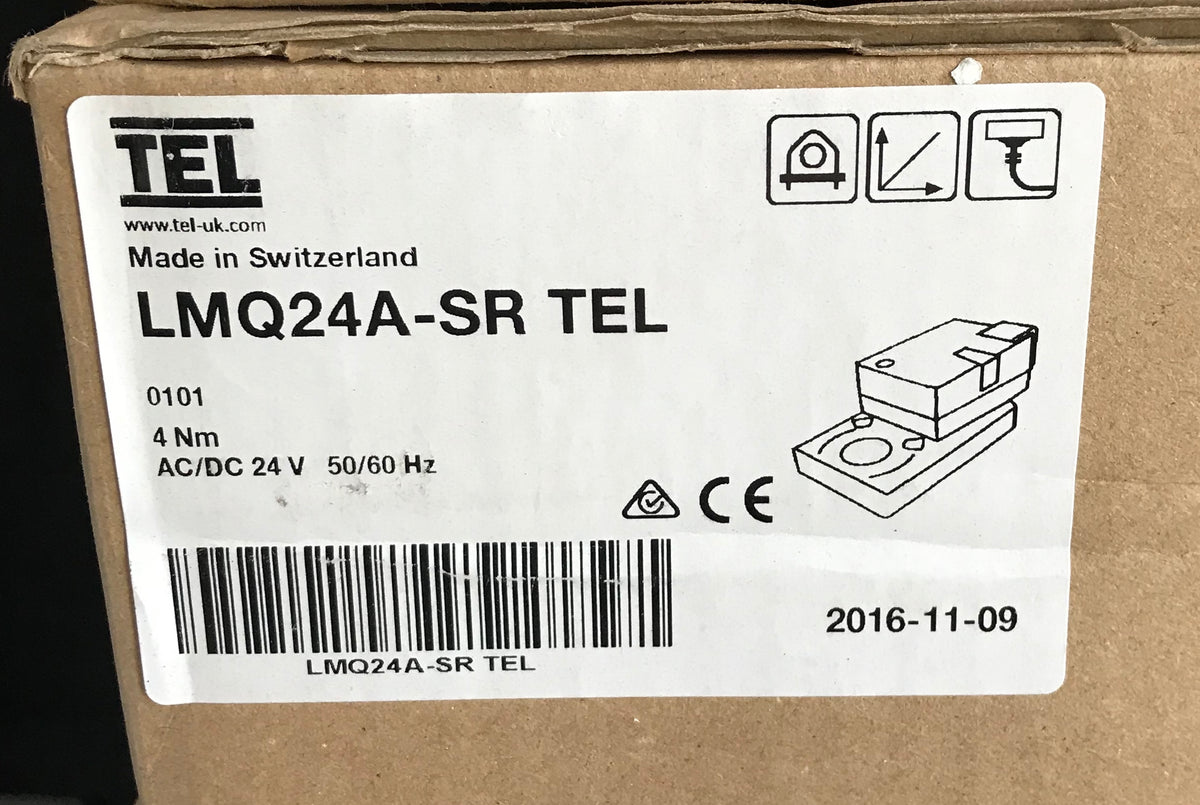 TEL
www.tel-uk.com
Made in Switzerland
LMQ24A-SR TEL
0101
4 Nm
AC/DC 24 V 50/60 Hz
CE
LMQ24A-SR TEL
2016-11-09